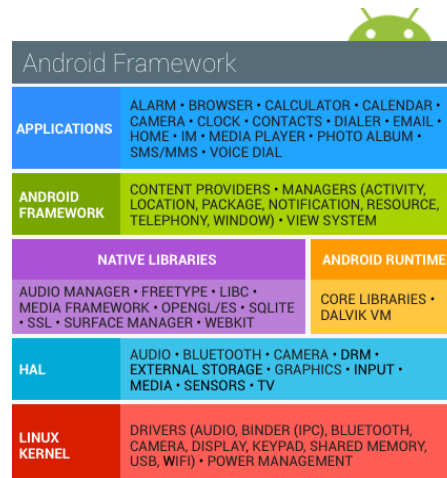 Android Framework
APPLICATIONS
ALARM • BROWSER • CALCULATOR • CALENDAR •
CAMERA • CLOCK • CONTACTS • DIALER • EMAIL •
HOME • IM • MEDIA PLAYER • PHOTO ALBUM •
SMS/MMS • VOICE DIAL
ANDROID
FRAMEWORK
CONTENT PROVIDERS • MANAGERS (ACTIVITY,
LOCATION, PACKAGE, NOTIFICATION, RESOURCE,
TELEPHONY, WINDOW) • VIEW SYSTEM
NATIVE LIBRARIES
AUDIO MANAGER • FREETYPE • LIBC •
MEDIA FRAMEWORK • OPENGL/ES • SQLITE
• SSL • SURFACE MANAGER • WEBKIT
ANDROID RUNTIME
CORE LIBRARIES •
DALVIK VM
HAL
AUDIO • BLUETOOTH • CAMERA • DRM •
EXTERNAL STORAGE • GRAPHICS • INPUT •
MEDIA • SENSORS • TV
LINUX
KERNEL
DRIVERS (AUDIO, BINDER (IPC), BLUETOOTH,
CAMERA, DISPLAY, KEYPAD, SHARED MEMORY,
USB, WIFI) • POWER MANAGEMENT